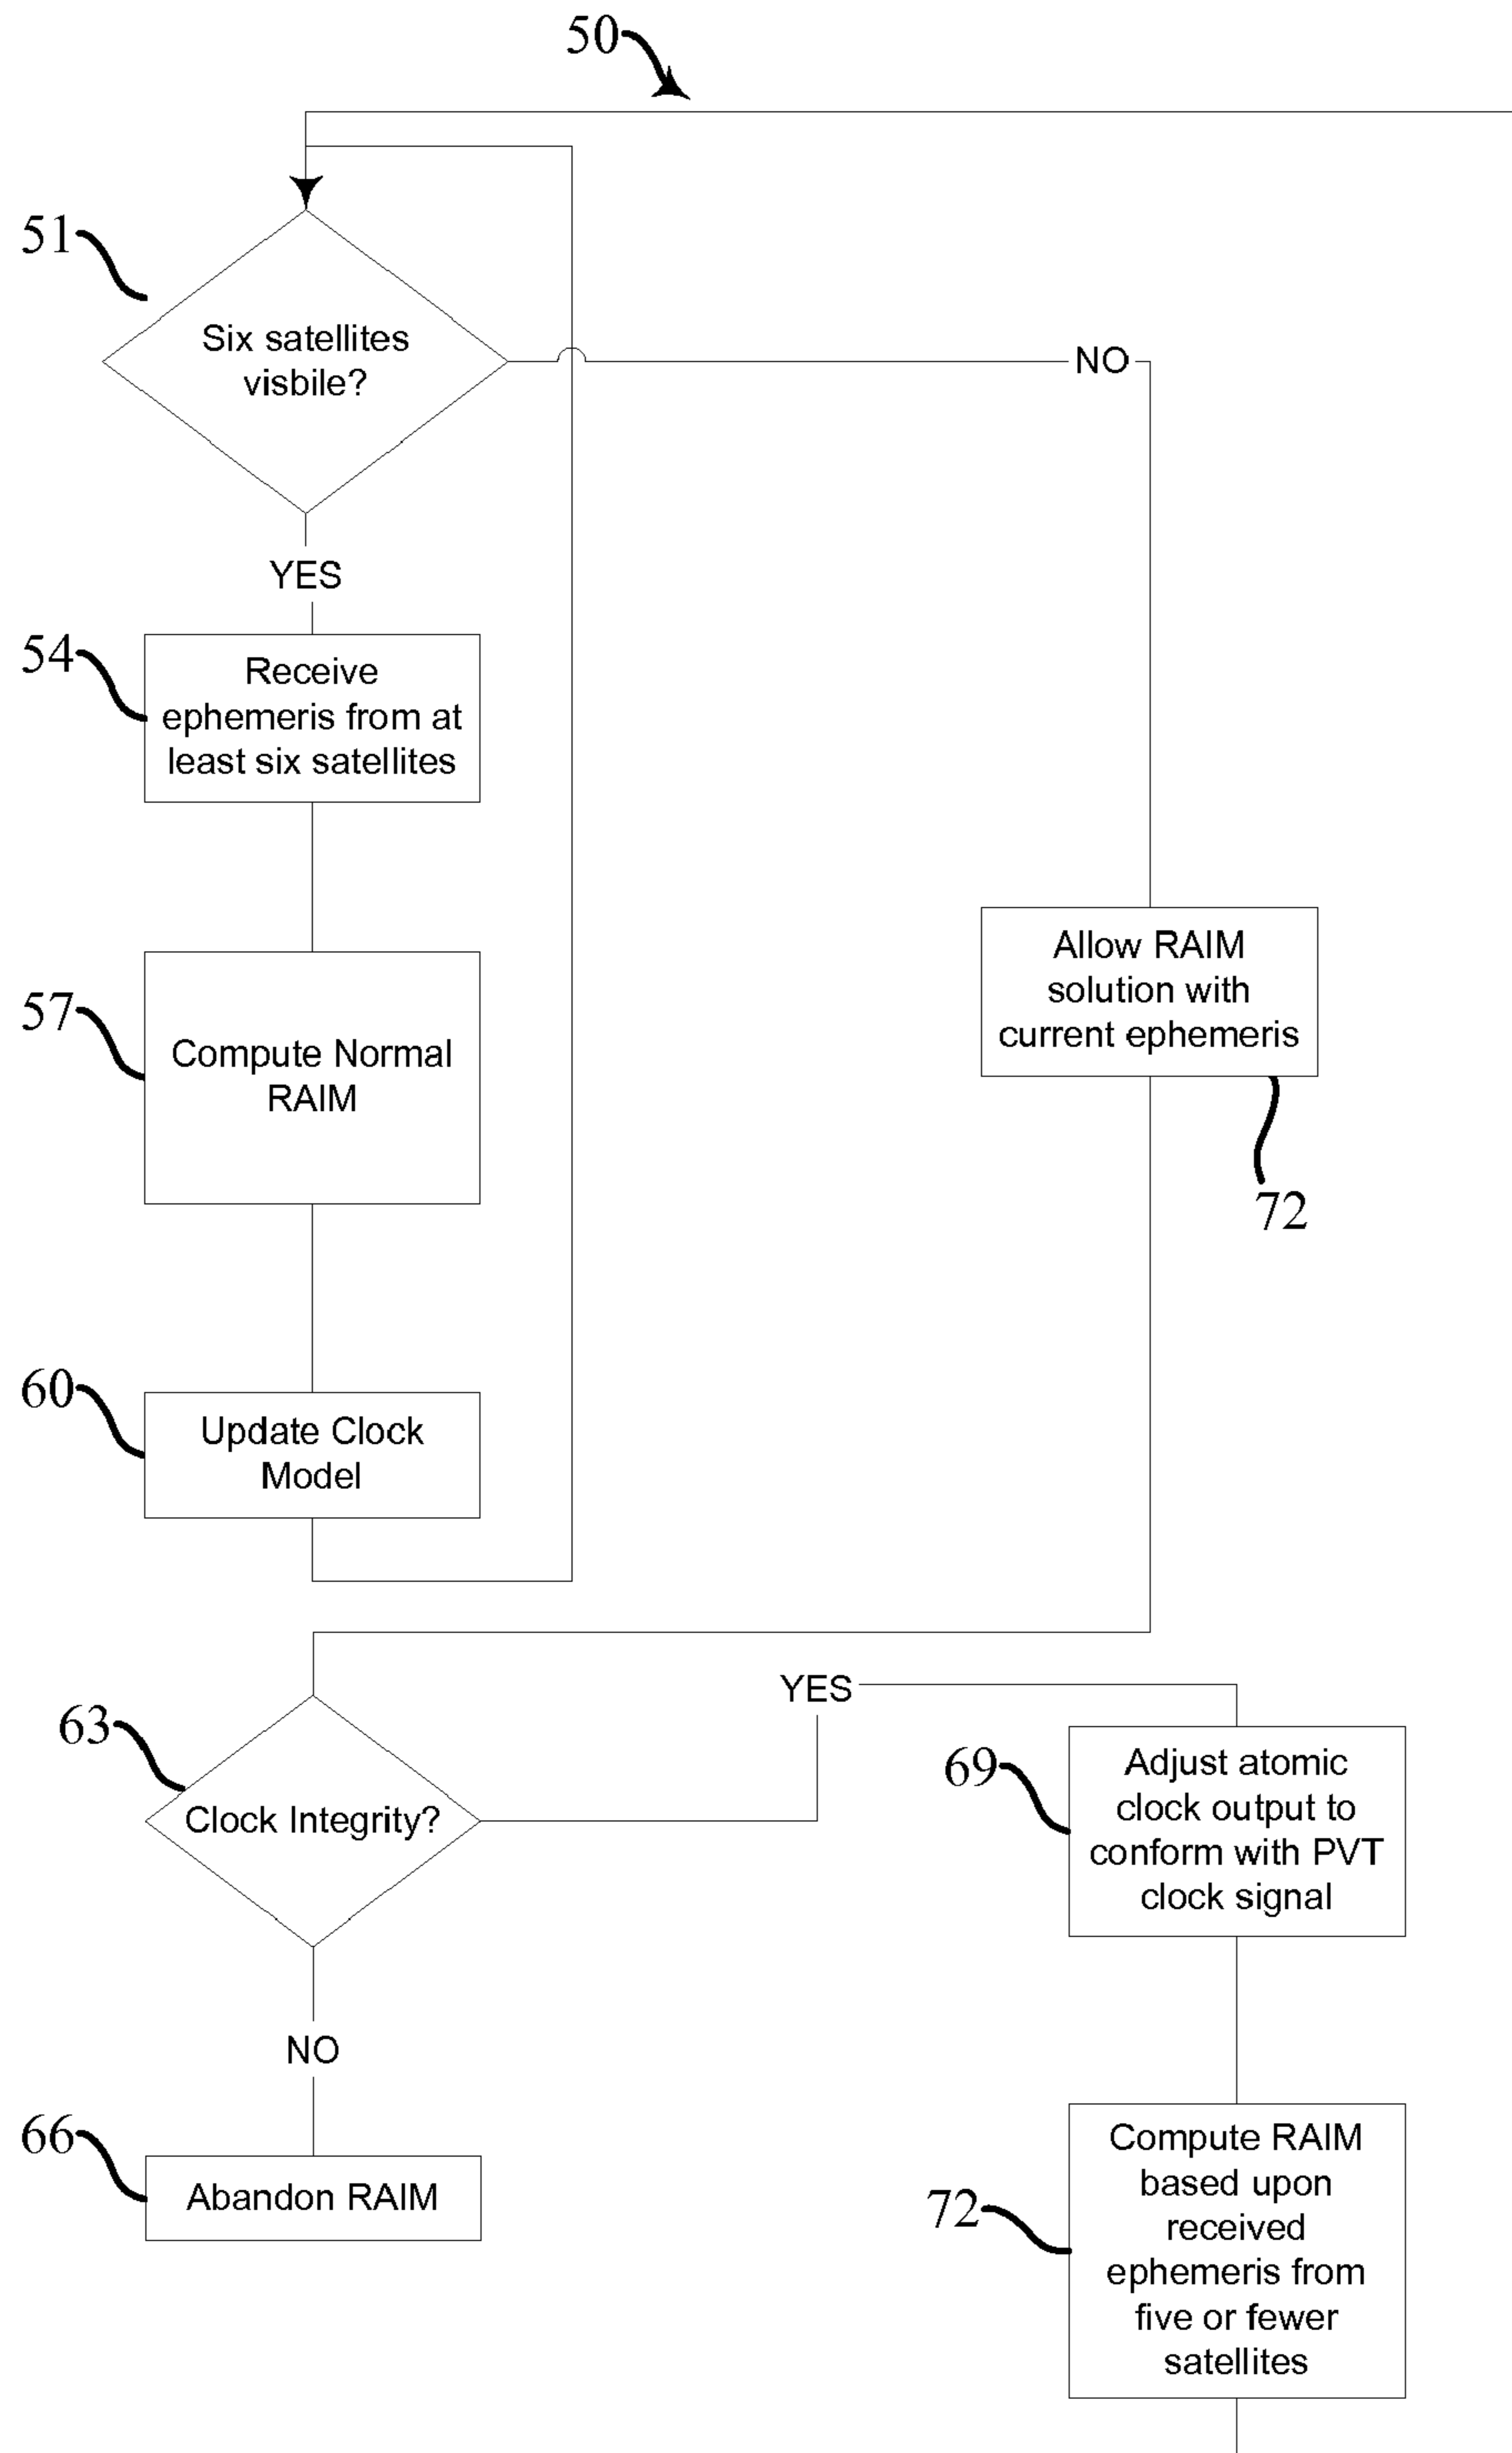 50
51
Six satellites
visbile?
NO
YES
54
Receive
ephemeris from at
least six satellites
57
Compute Normal
RAIM
Allow RAIM
solution with
current ephemeris
72
60
Update Clock
Model
63
Clock Integrity?
YES
69
Adjust atomic
clock output to
conform with PVT
clock signal
NO
66
Abandon RAIM
72
Compute RAIM
based upon
received
ephemeris from
five or fewer
satellites